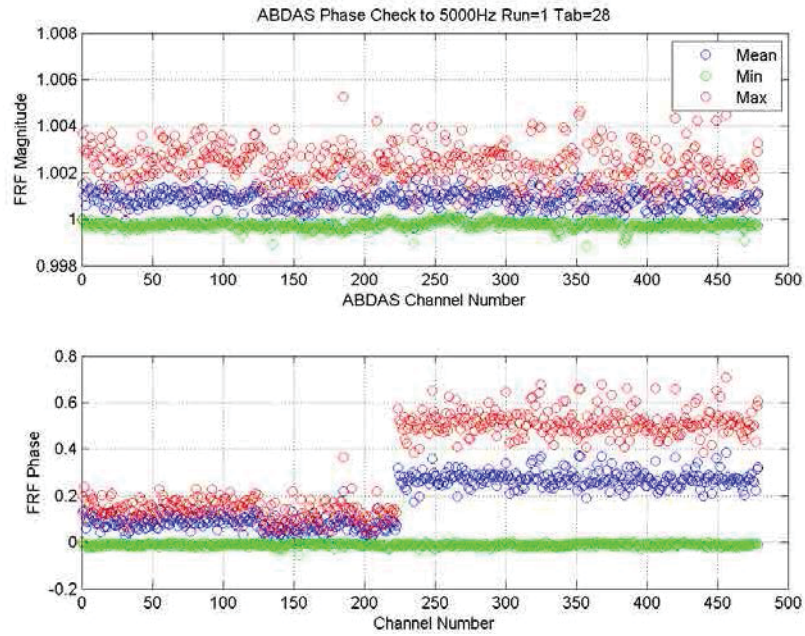 ABDAS Phase Check to 5000Hz Run=1 Tab=28
1.008
1.006
1.004
1.002
1
0.998
FRF Magnitude
Mean
Min
Max
0 50 100 150 200 250 300 350 400 450 500
ABDAS Channel Number
0.8
0.6
0.4
0.2
0
-0.2
FRF Phase
0 50 100 150 200 250 300 350 400 450 500
Channel Number